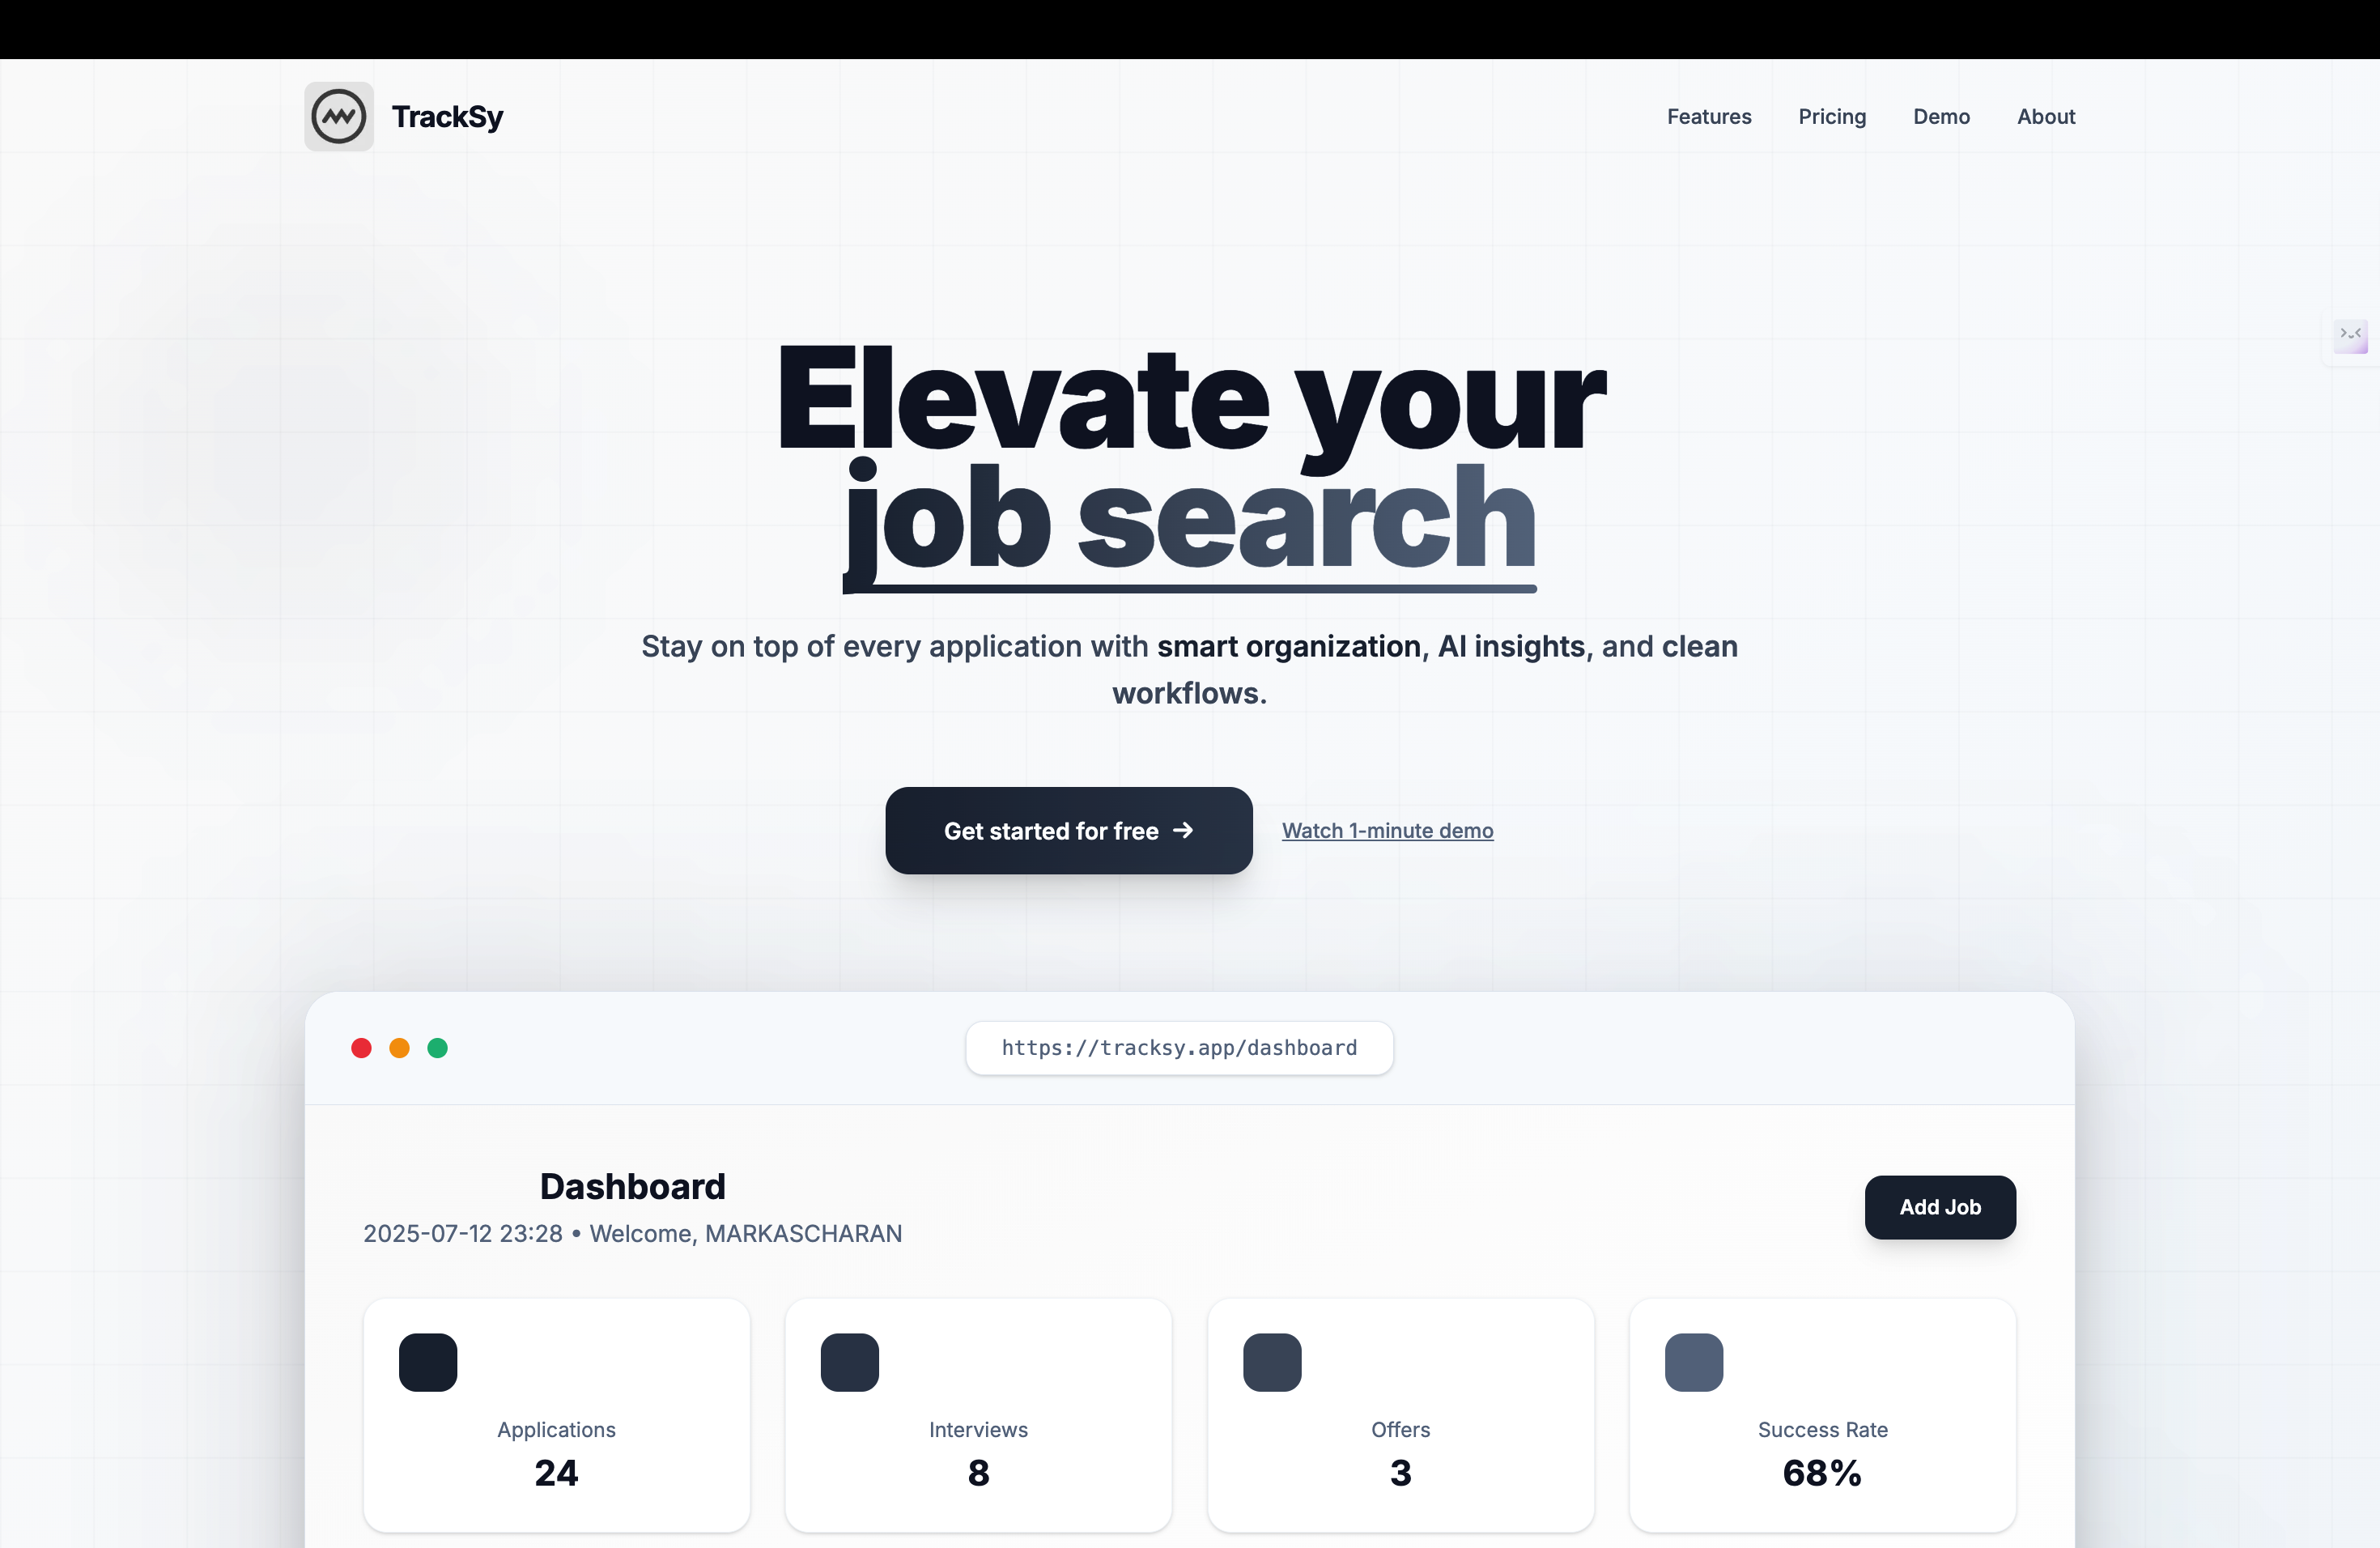 TrackSy
Features
Pricing
Demo
About
Elevate your
job search
Stay on top of every application with smart organization, AI insights, and clean
workflows.
Get started for free →
Watch 1-minute demo
https://tracksy.app/dashboard
Dashboard
2025-07-12 23:28 • Welcome, MARKASCHARAN
Add Job
Applications
24
Interviews
8
Offers
3
Success Rate
68%